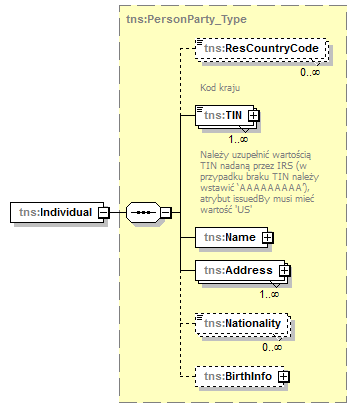 tns:PersonParty_Type
tns:ResCountryCode
0..∞
Kod kraju
tns:TIN
1..∞
Należy uzupełnić wartością
TIN nadaną przez IRS (w
przypadku braku TIN należy
wstawić 'AAAAAAAAA'),
atrybut issuedBy musi mieć
wartość 'US'
tns:Individual
tns:Name
tns:Address
1..∞
tns:Nationality
0..∞
tns:BirthInfo